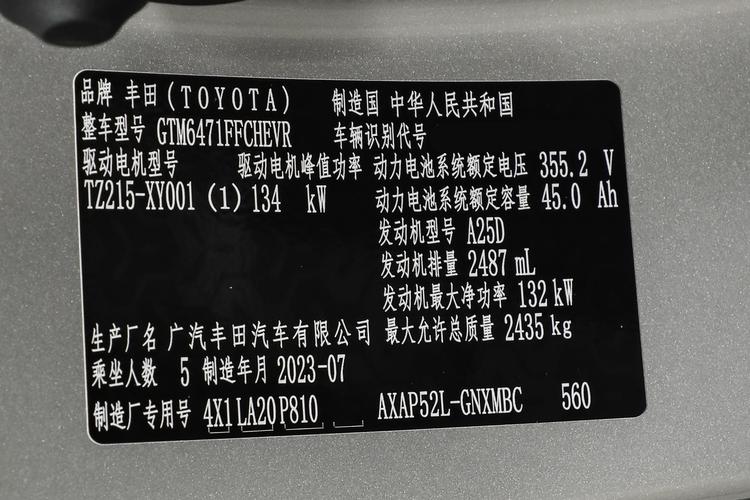 品牌 丰田(TOYOTA) 制造国 中华人民共和国
整车型号 GTM6471FFCHEVR 车辆识别代号
驱动电机型号 驱动电机峰值功率 动力电池系统额定电压 355.2 V
TZ215-XY001 (1) 134 kW 动力电池系统额定容量 45.0 Ah
发动机型号 A25D
发动机排量 2487 mL
发动机最大净功率 132 kW
生产厂名 广汽丰田汽车有限公司 最大允许总质量 2435 kg
乘坐人数 5 制造年月 2023-07
制造厂专用号 4X1 LA20 P810 AXAP52L-GNXMBC 560